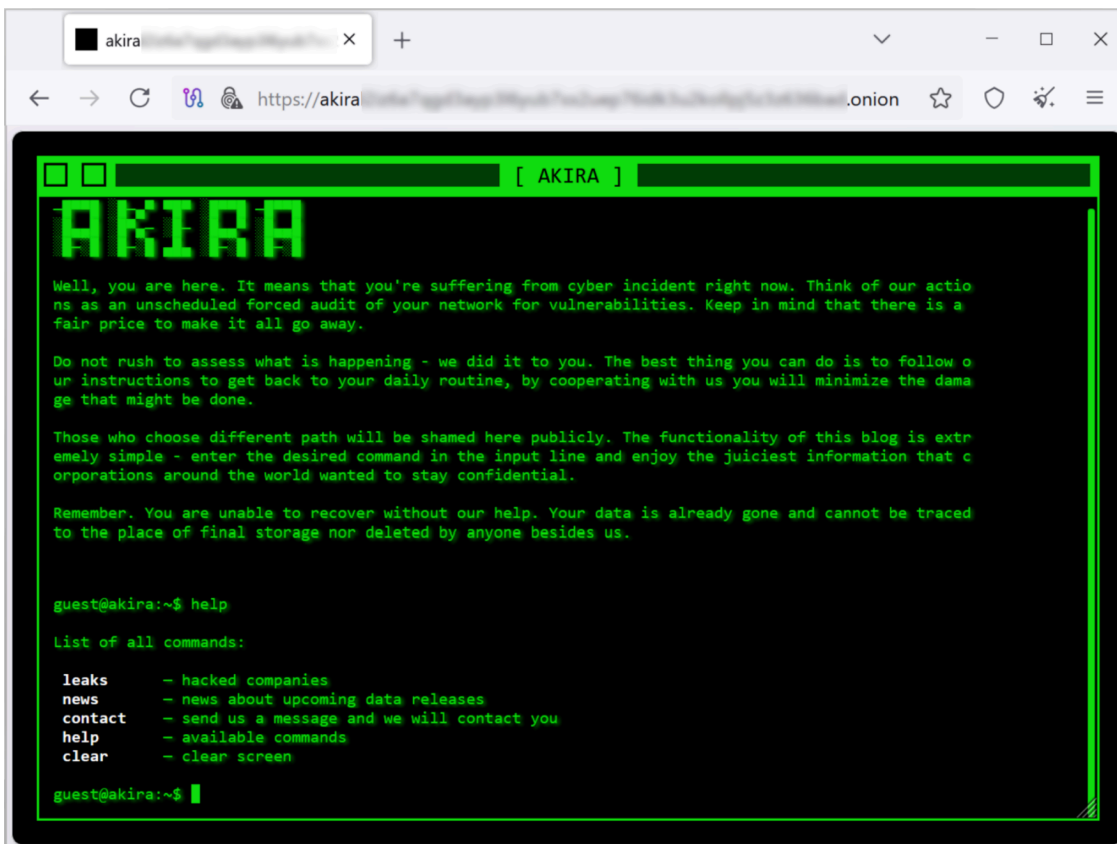 akira
https://akira .onion
[ AKIRA ]
AKIRA
Well, you are here. It means that you're suffering from cyber incident right now. Think of our actio
ns as an unscheduled forced audit of your network for vulnerabilities. Keep in mind that there is a
fair price to make it all go away.
Do not rush to assess what is happening - we did it to you. The best thing you can do is to follow o
ur instructions to get back to your daily routine, by cooperating with us you will minimize the dama
ge that might be done.
Those who choose different path will be shamed here publicly. The functionality of this blog is extr
emely simple - enter the desired command in the input line and enjoy the juiciest information that c
orporations around the world wanted to stay confidential.
Remember. You are unable to recover without our help. Your data is already gone and cannot be traced
to the place of final storage nor deleted by anyone besides us.
guest@akira:~$ help
List of all commands:
leaks – hacked companies
news – news about upcoming data releases
contact – send us a message and we will contact you
help – available commands
clear – clear screen
guest@akira:~$